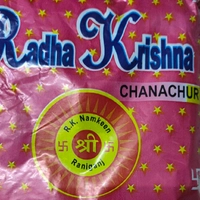 Radha Krishna
CHANACHUR
R.K. Namkeen
श्री
Raniganj